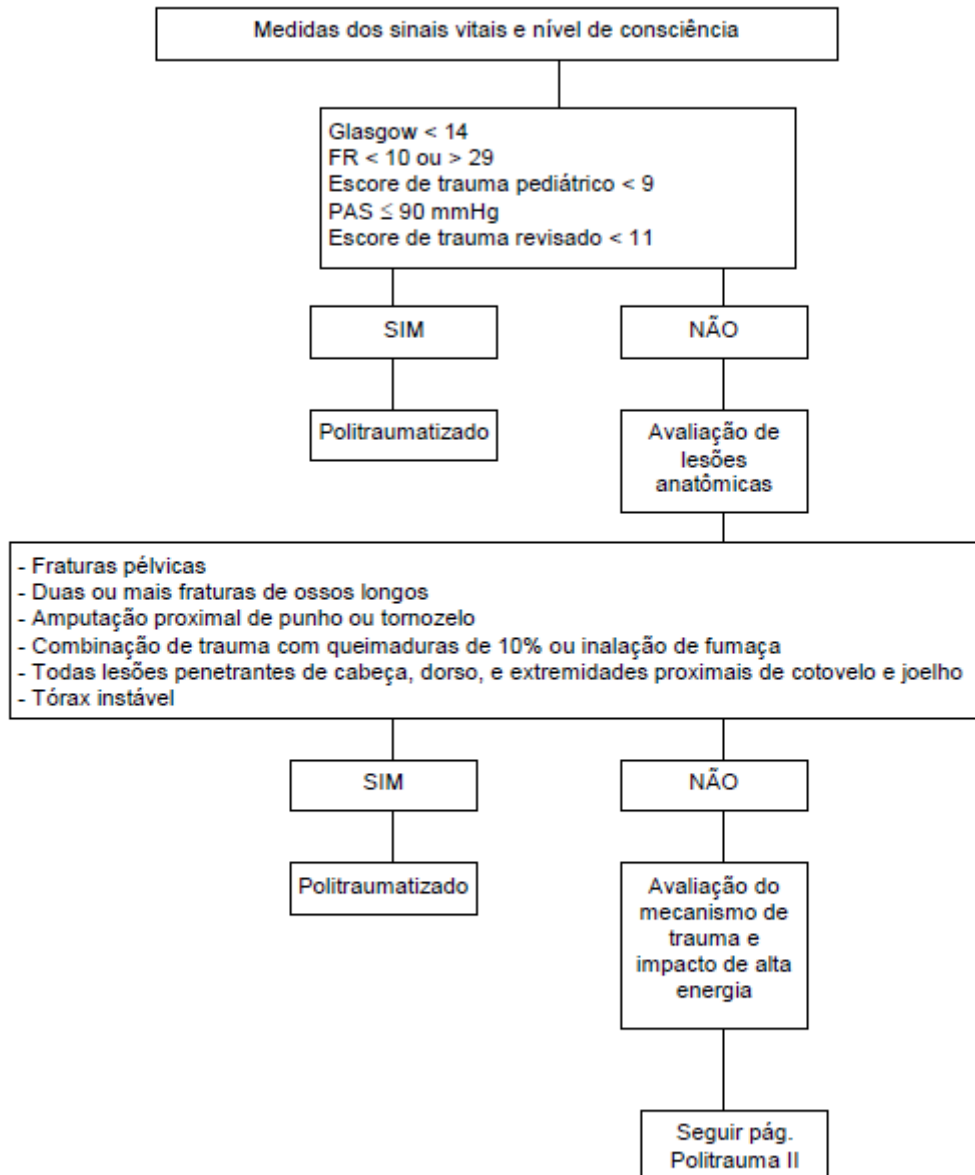 Medidas dos sinais vitais e nível de consciência
Glasgow < 14
FR < 10 ou > 29
Escore de trauma pediátrico < 9
PAS ≤ 90 mmHg
Escore de trauma revisado < 11
SIM
NÃO
Politraumatizado
Avaliação de
lesões
anatômicas
- Fraturas pélvicas
- Duas ou mais fraturas de ossos longos
- Amputação proximal de punho ou tornozelo
- Combinação de trauma com queimaduras de 10% ou inalação de fumaça
- Todas lesões penetrantes de cabeça, dorso, e extremidades proximais de cotovelo e joelho
- Tórax instável
SIM
NÃO
Politraumatizado
Avaliação do
mecanismo de
trauma e
impacto de alta
energia
Seguir pág.
Politrauma II